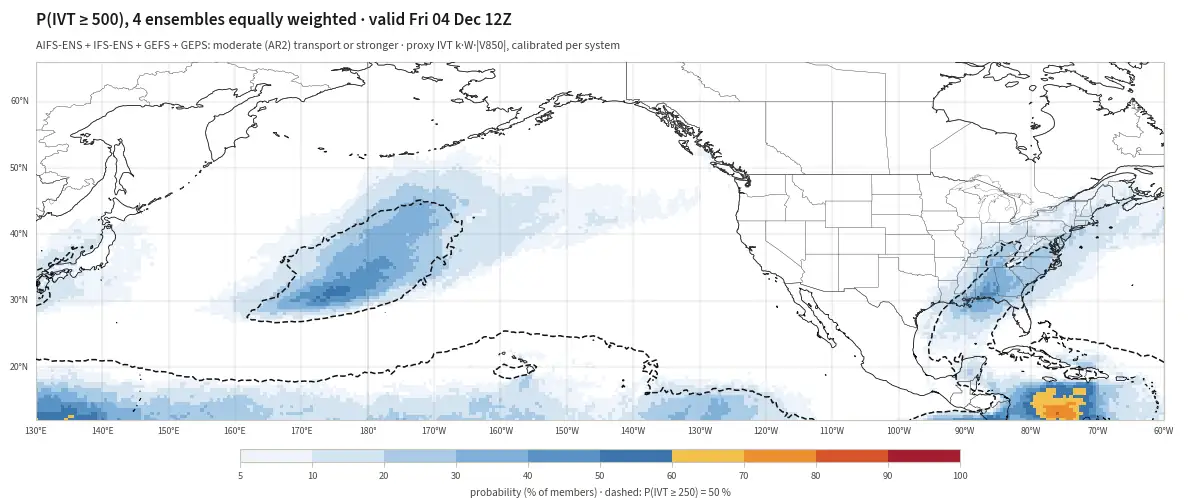 P(IVT ≥ 500), 4 ensembles equally weighted · valid Fri 04 Dec 12Z
AIFS-ENS + IFS-ENS + GEFS + GEPS: moderate (AR2) transport or stronger · proxy IVT k·W·|V850|, calibrated per system
60°N
50°N
40°N
30°N
20°N
130°E 140°E 150°E 160°E 170°E 180° 170°W 160°W 150°W 140°W 130°W 120°W 110°W 100°W 90°W 80°W 70°W 60°W
5 10 20 30 40 50 60 70 80 90 100
probability (% of members) · dashed: P(IVT ≥ 250) = 50 %